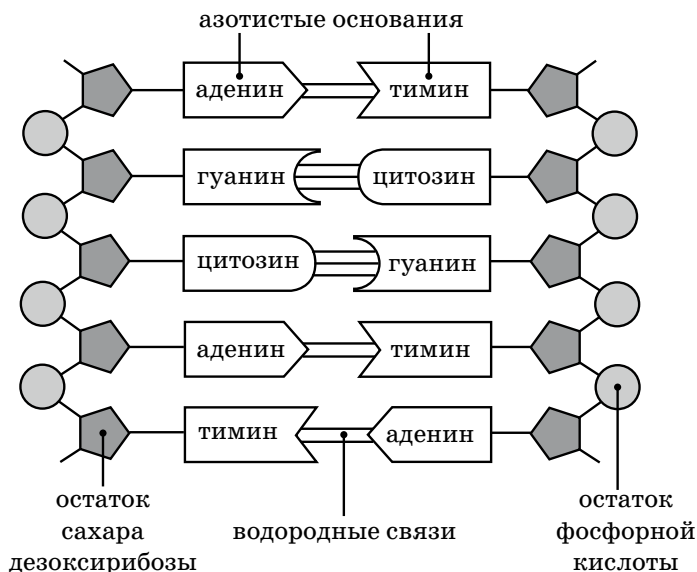 азотистые основания
аденин тимин
гуанин цитозин
цитозин гуанин
аденин тимин
тимин аденин
остаток
сахара
дезоксирибозы
водородные связи
остаток
фосфорной
кислоты